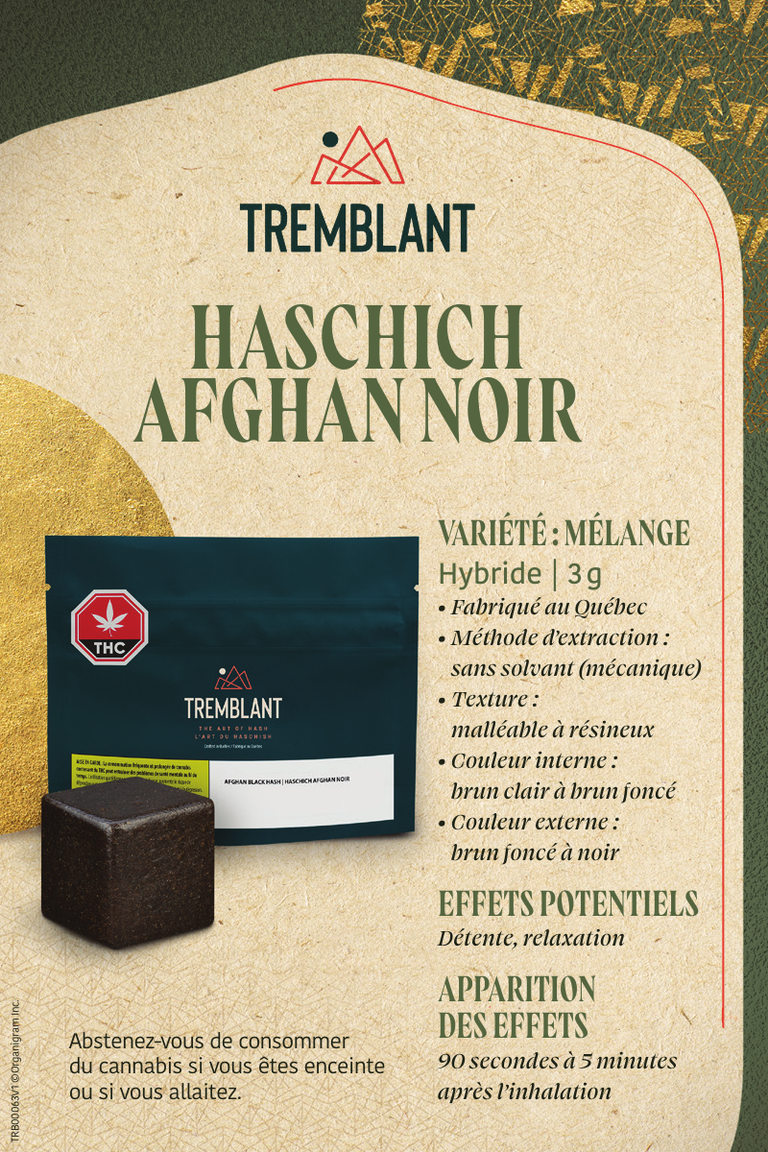 TREMBLANT
HASCHICH
AFGHAN NOIR
VARIÉTÉ : MÉLANGE
Hybride | 3 g
• Fabriqué au Québec
• Méthode d'extraction :
sans solvant (mécanique)
• Texture :
malléable à résineux
• Couleur interne :
brun clair à brun foncé
• Couleur externe :
brun foncé à noir
EFFETS POTENTIELS
Détente, relaxation
APPARITION
DES EFFETS
90 secondes à 5 minutes
après l'inhalation
THC
TREMBLANT
THE ART OF HASH
L'ART DU HASCHISH
AFGHAN BLACK HASH | HASCHICH AFGHAN NOIR
Abstenez-vous de consommer
du cannabis si vous êtes enceinte
ou si vous allaitez.
TRB00063V1 © Organigram Inc.